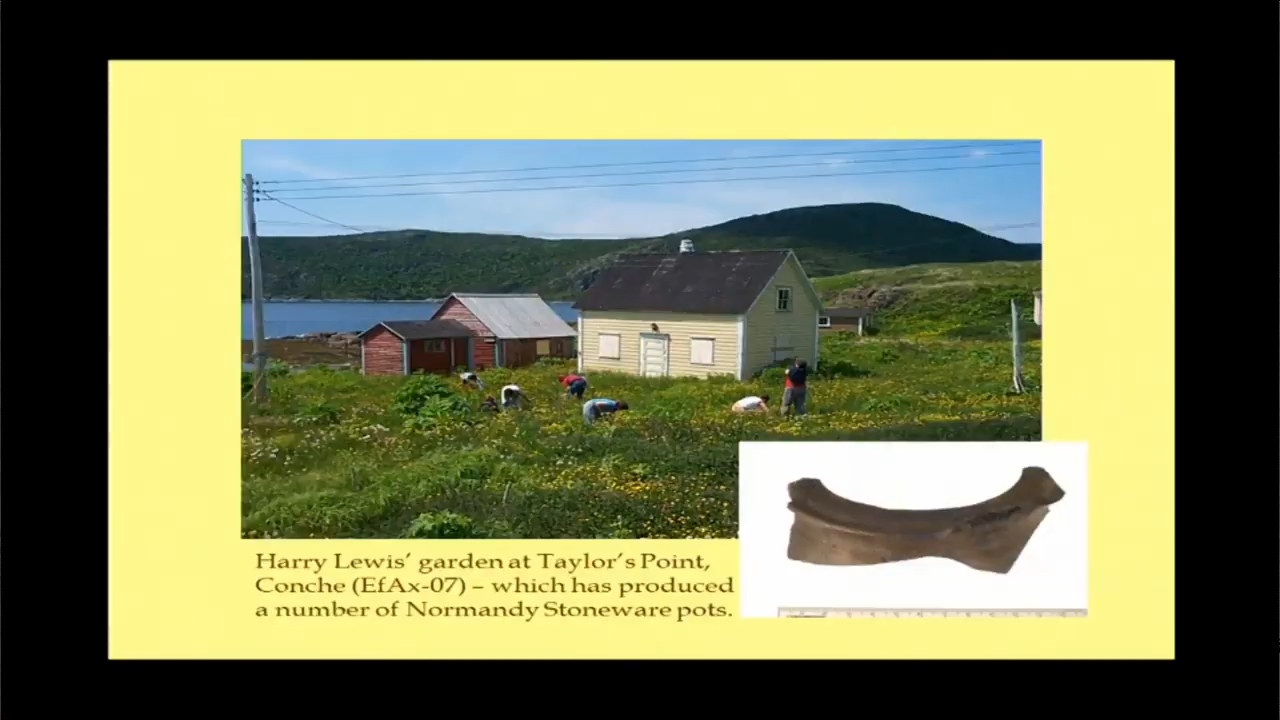 Harry Lewis' garden at Taylor's Point,
Conche (EfAx-07) – which has produced
a number of Normandy Stoneware pots.